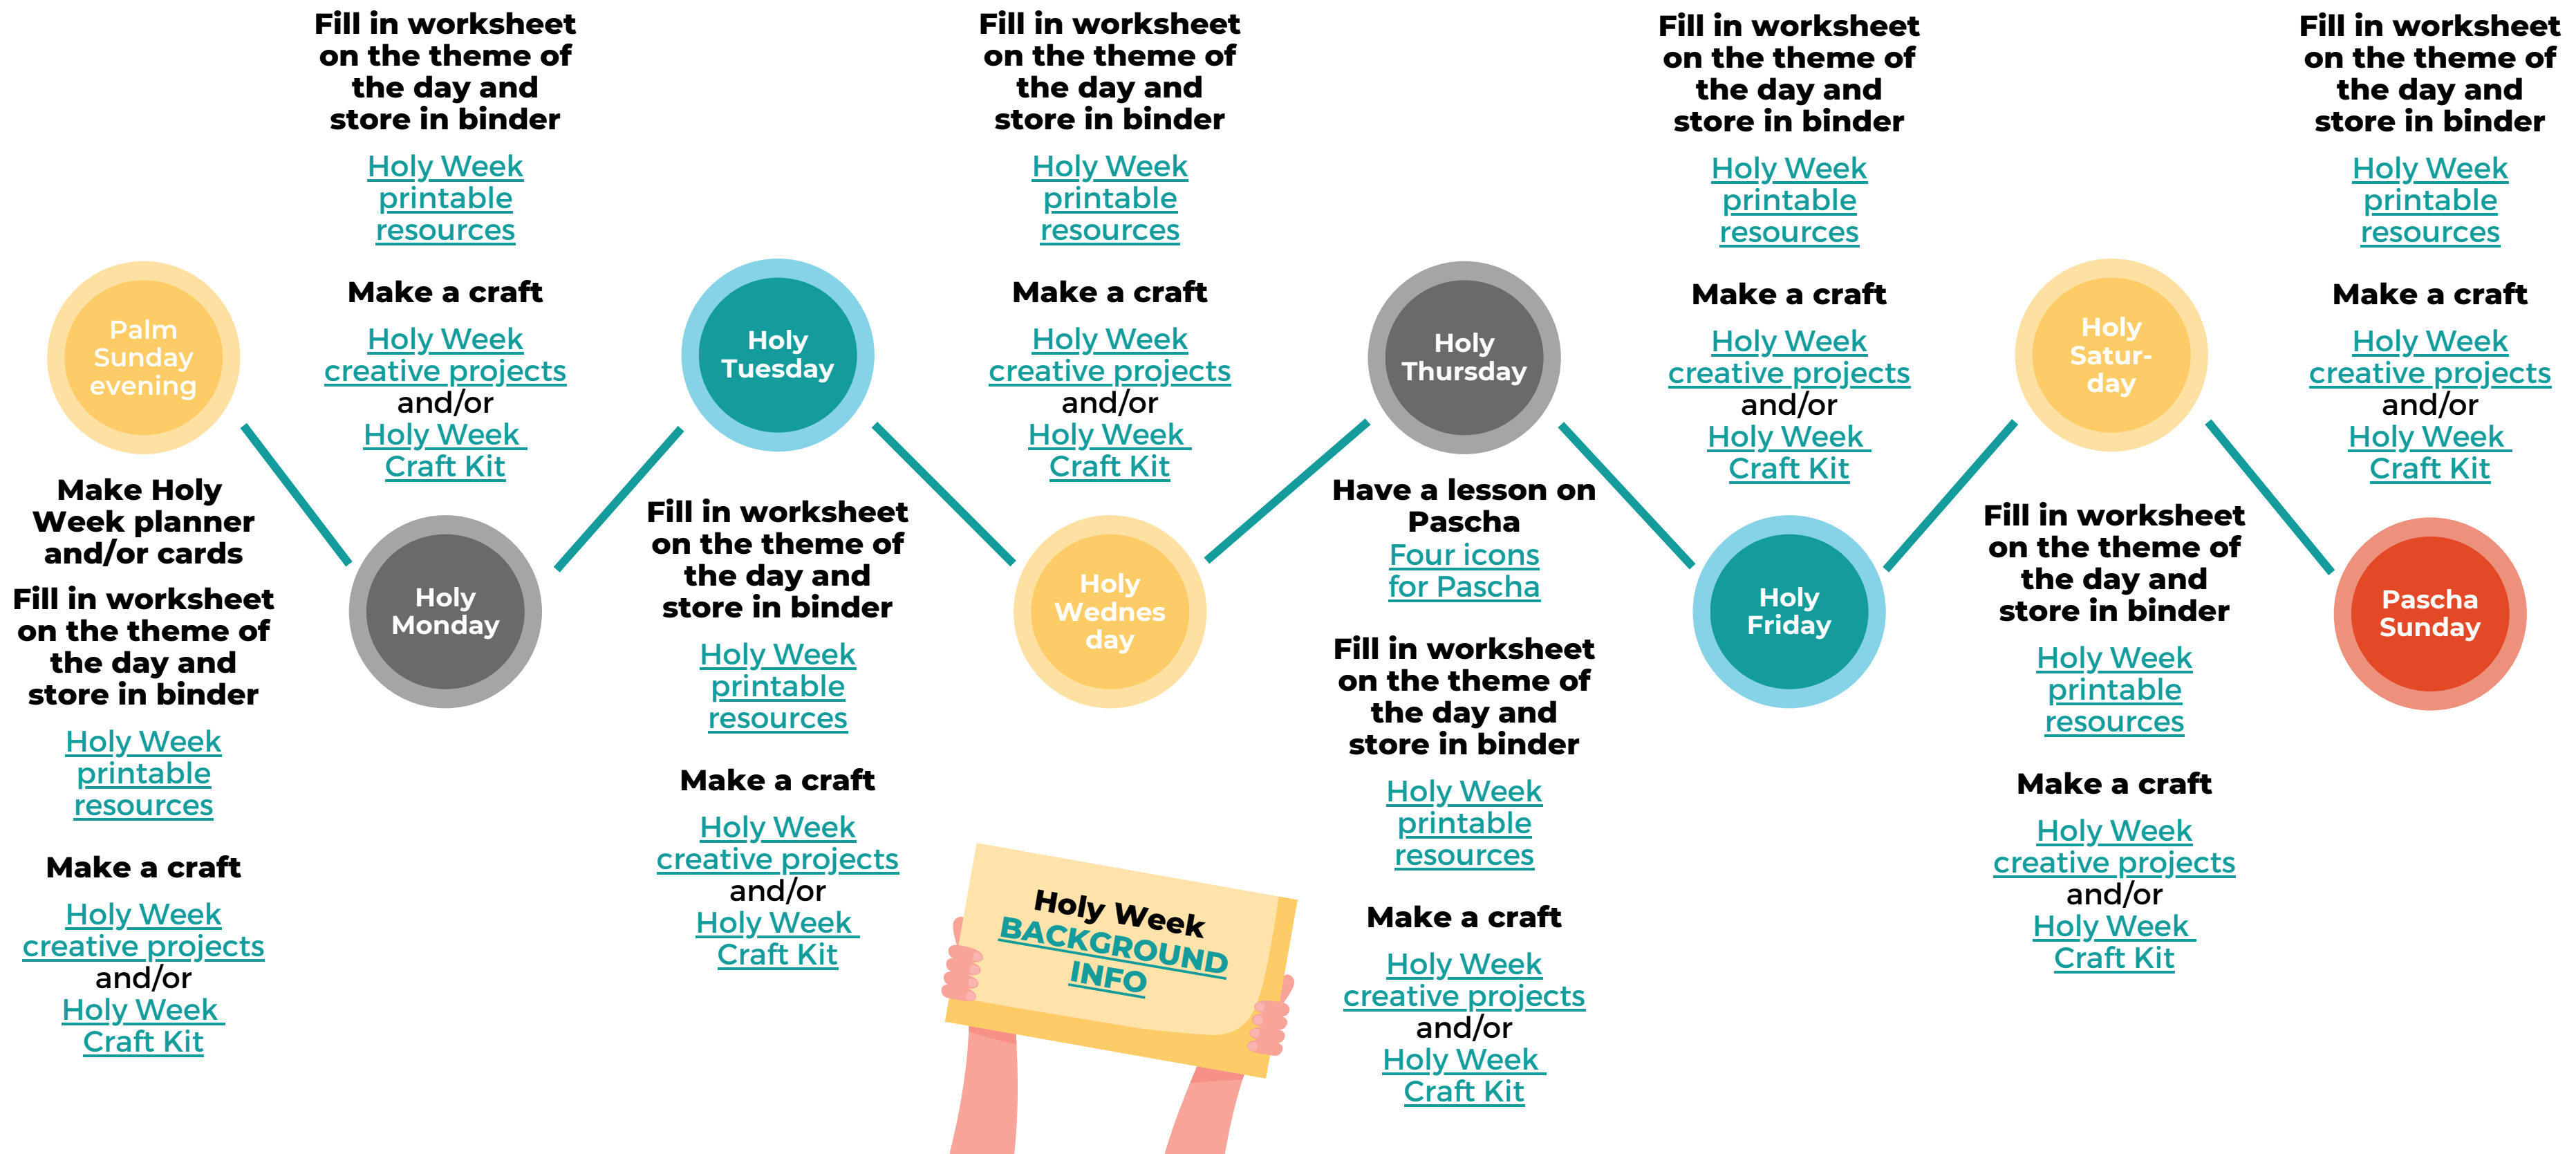 Palm
Sunday
evening
Make Holy
Week planner
and/or cards
Fill in worksheet
on the theme of
the day and
store in binder
Holy Week
printable
resources
Make a craft
Holy Week
creative projects
and/or
Holy Week
Craft Kit
Fill in worksheet
on the theme of
the day and
store in binder
Holy Week
printable
resources
Make a craft
Holy Week
creative projects
and/or
Holy Week
Craft Kit
Holy
Monday
Holy
Tuesday
Fill in worksheet
on the theme of
the day and
store in binder
Holy Week
printable
resources
Make a craft
Holy Week
creative projects
and/or
Holy Week
Craft Kit
Fill in worksheet
on the theme of
the day and
store in binder
Holy Week
printable
resources
Make a craft
Holy Week
creative projects
and/or
Holy Week
Craft Kit
Holy
Wednes
day
Holy Week
BACKGROUND
INFO
Holy
Thursday
Have a lesson on
Pascha
Four icons
for Pascha
Fill in worksheet
on the theme of
the day and
store in binder
Holy Week
printable
resources
Make a craft
Holy Week
creative projects
and/or
Holy Week
Craft Kit
Fill in worksheet
on the theme of
the day and
store in binder
Holy Week
printable
resources
Make a craft
Holy Week
creative projects
and/or
Holy Week
Craft Kit
Holy
Friday
Holy
Satur-
day
Fill in worksheet
on the theme of
the day and
store in binder
Holy Week
printable
resources
Make a craft
Holy Week
creative projects
and/or
Holy Week
Craft Kit
Fill in worksheet
on the theme of
the day and
store in binder
Holy Week
printable
resources
Make a craft
Holy Week
creative projects
and/or
Holy Week
Craft Kit
Pascha
Sunday